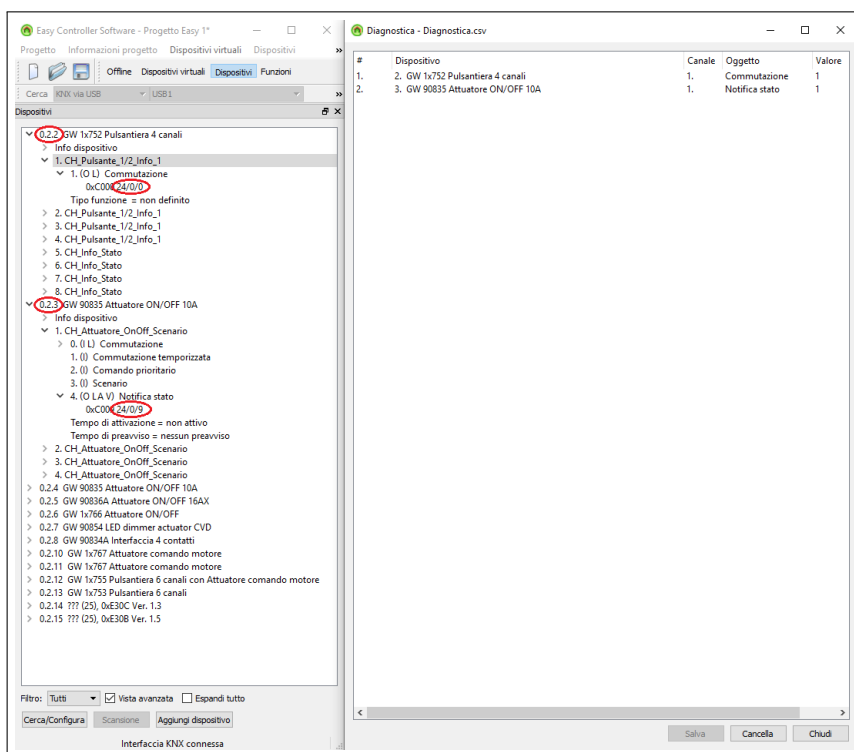 Easy Controller Software - Progetto Easy 1*
Progetto Informazioni progetto Dispositivi virtuali Dispositivi »
Offline Dispositivi virtuali Dispositivi Funzioni
Cerca KNX via USB USB1 »
Dispositivi
0.2.2 GW 1x752 Pulsantiera 4 canali
Info dispositivo
1. CH_Pulsante_1/2_Info_1
1. (O L) Commutazione
0xC000 24/0/0
Tipo funzione = non definito
2. CH_Pulsante_1/2_Info_1
3. CH_Pulsante_1/2_Info_1
4. CH_Pulsante_1/2_Info_1
5. CH_Info_Stato
6. CH_Info_Stato
7. CH_Info_Stato
8. CH_Info_Stato
0.2.3 GW 90835 Attuatore ON/OFF 10A
Info dispositivo
1. CH_Attuatore_OnOff_Scenario
0. (I L) Commutazione
1. (I) Commutazione temporizzata
2. (I) Comando prioritario
3. (I) Scenario
4. (O LA V) Notifica stato
0xC009 24/0/9
Tempo di attivazione = non attivo
Tempo di preavviso = nessun preavviso
2. CH_Attuatore_OnOff_Scenario
3. CH_Attuatore_OnOff_Scenario
4. CH_Attuatore_OnOff_Scenario
0.2.4 GW 90835 Attuatore ON/OFF 10A
0.2.5 GW 90836A Attuatore ON/OFF 16AX
0.2.6 GW 1x766 Attuatore ON/OFF
0.2.7 GW 90854 LED dimmer actuator CVD
0.2.8 GW 90834A Interfaccia 4 contatti
0.2.10 GW 1x767 Attuatore comando motore
0.2.11 GW 1x767 Attuatore comando motore
0.2.12 GW 1x755 Pulsantiera 6 canali con Attuatore comando motore
0.2.13 GW 1x753 Pulsantiera 6 canali
0.2.14 ??? (25), 0xE30C Ver. 1.3
0.2.15 ??? (25), 0xE30B Ver. 1.5
Filtro: Tutti Vista avanzata Espandi tutto
Cerca/Configura Scansione Aggiungi dispositivo
Interfaccia KNX connessa
Diagnostica - Diagnostica.csv
# Dispositivo Canale Oggetto Valore
1. 2. GW 1x752 Pulsantiera 4 canali 1. Commutazione 1
2. 3. GW 90835 Attuatore ON/OFF 10A 1. Notifica stato 1
Salva Cancella Chiudi